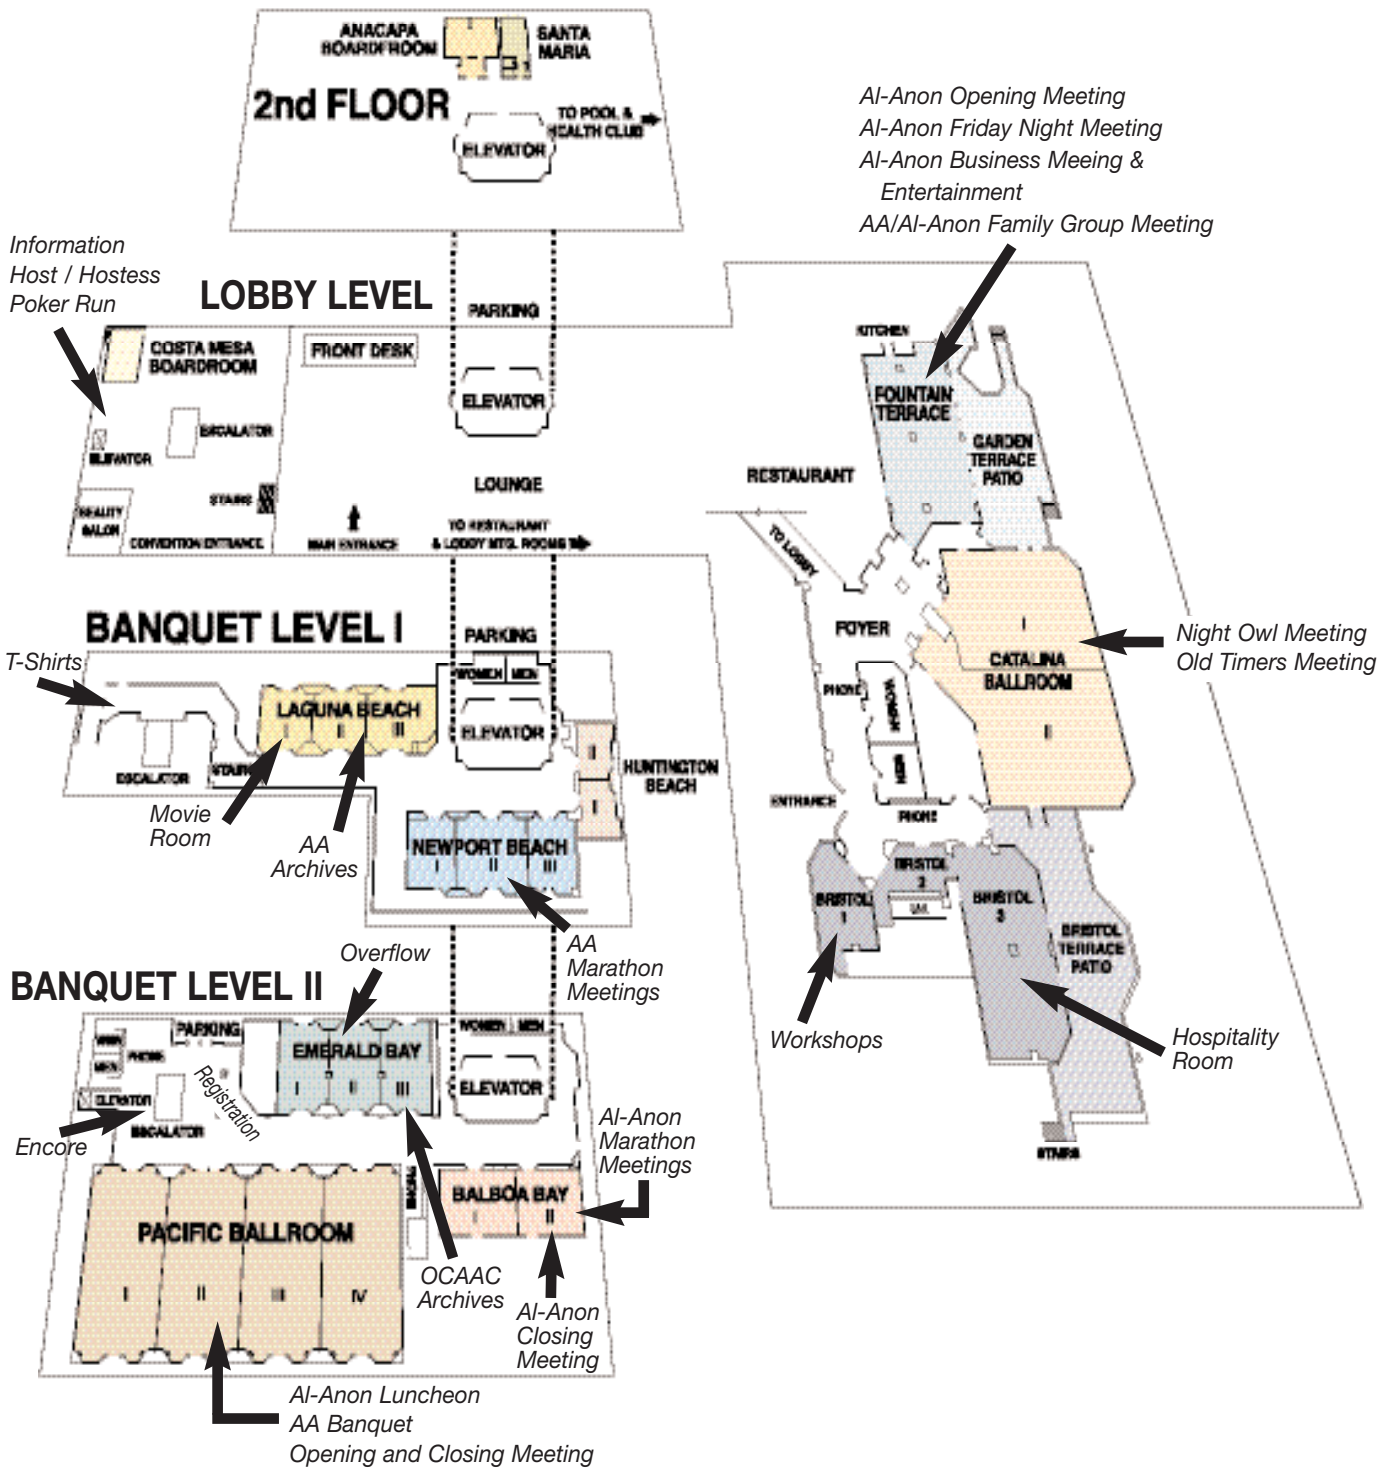 ANACAPA
BOARDFROOM
SANTA
MARIA
2nd FLOOR
TO POOL &
HEALTH CLUB
ELEVATOR
Al-Anon Opening Meeting
Al-Anon Friday Night Meeting
Al-Anon Business Meeing &
Entertainment
AA/Al-Anon Family Group Meeting
Information
Host / Hostess
Poker Run
LOBBY LEVEL
PARKING
COSTA MESA
BOARDROOM
FRONT DESK
ELEVATOR
ESCALATOR
ELEVATOR
LOUNGE
STAIRS
BEAUTY
SALON
CONVENTION ENTRANCE
MAIN ENTRANCE
TO RESTAURANT
& LOBBY MTG. ROOMS
KITCHEN
FOUNTAIN
TERRACE
GARDEN
TERRACE
PATIO
RESTAURANT
TO LOBBY
FOYER
I
CATALINA
BALLROOM
II
Night Owl Meeting
Old Timers Meeting
PHONE
WOMEN
MEN
ENTRANCE
PHONE
BRISTOL
1
BRISTOL
2
BRISTOL
3
BRISTOL
TERRACE
PATIO
Workshops
Hospitality
Room
STAIRS
BANQUET LEVEL I
PARKING
T-Shirts
WOMEN
MEN
LAGUNA BEACH
I
II
III
ELEVATOR
ESCALATOR
STAIRS
II
I
HUNTINGTON
BEACH
Movie
Room
AA
Archives
NEWPORT BEACH
I
II
III
AA
Marathon
Meetings
BANQUET LEVEL II
Overflow
PARKING
MEN
PHONE
ELEVATOR
ESCALATOR
Registration
Encore
EMERALD BAY
I
II
III
WOMEN
MEN
ELEVATOR
Al-Anon
Marathon
Meetings
BALBOA BAY
I
II
PACIFIC BALLROOM
I
II
III
IV
OCAAC
Archives
Al-Anon
Closing
Meeting
Al-Anon Luncheon
AA Banquet
Opening and Closing Meeting